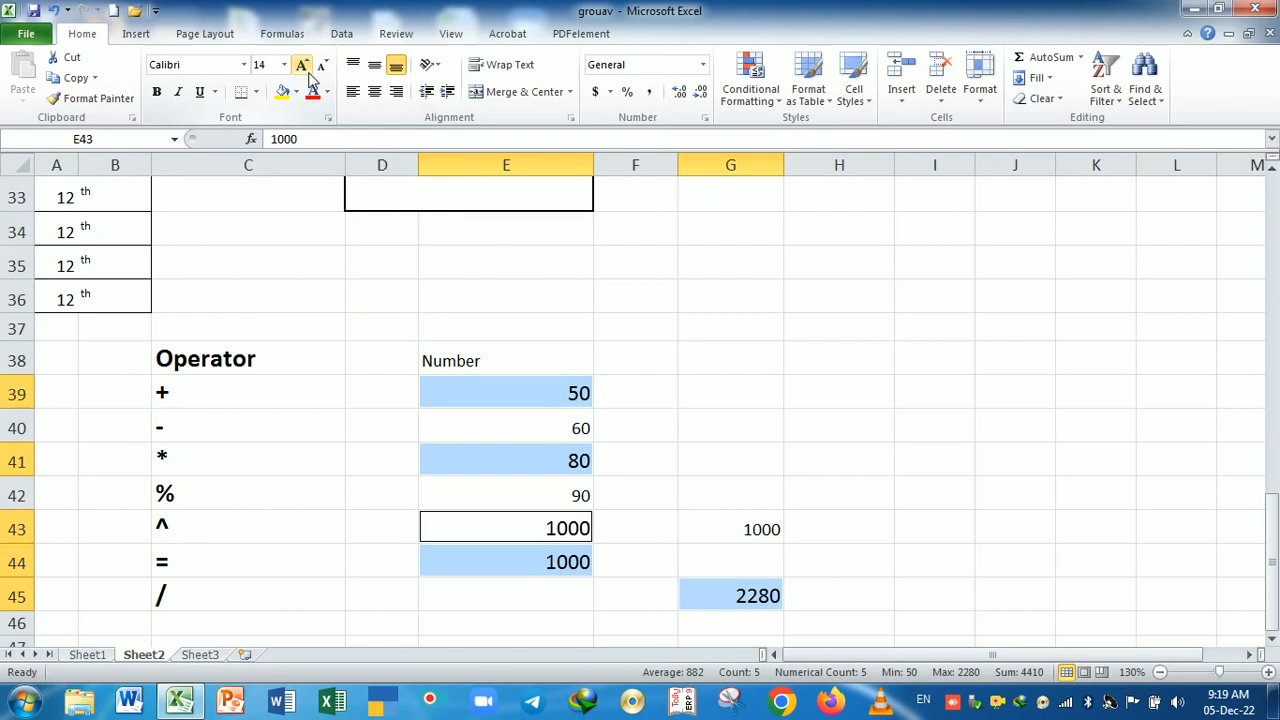 grouav - Microsoft Excel
File Home Insert Page Layout Formulas Data Review View Acrobat PDFelement
Paste
Cut
Copy
Format Painter
Clipboard
Calibri 14
B I U
Font
Wrap Text
Merge & Center
Alignment
General
$ % ,
Number
Conditional Formatting
Format as Table
Cell Styles
Styles
Insert Delete Format
Cells
AutoSum
Fill
Clear
Sort & Filter
Find & Select
Editing
E43 fx 1000
A B C D E F G H I J K L M
33 12 th
34 12 th
35 12 th
36 12 th
37
38 Operator Number
39 + 50
40 - 60
41 * 80
42 % 90
43 ^ 1000 1000
44 = 1000
45 / 2280
46
47
Sheet1 Sheet2 Sheet3
Ready Average: 882 Count: 5 Numerical Count: 5 Min: 50 Max: 2280 Sum: 4410 130%
EN 9:19 AM
05-Dec-22